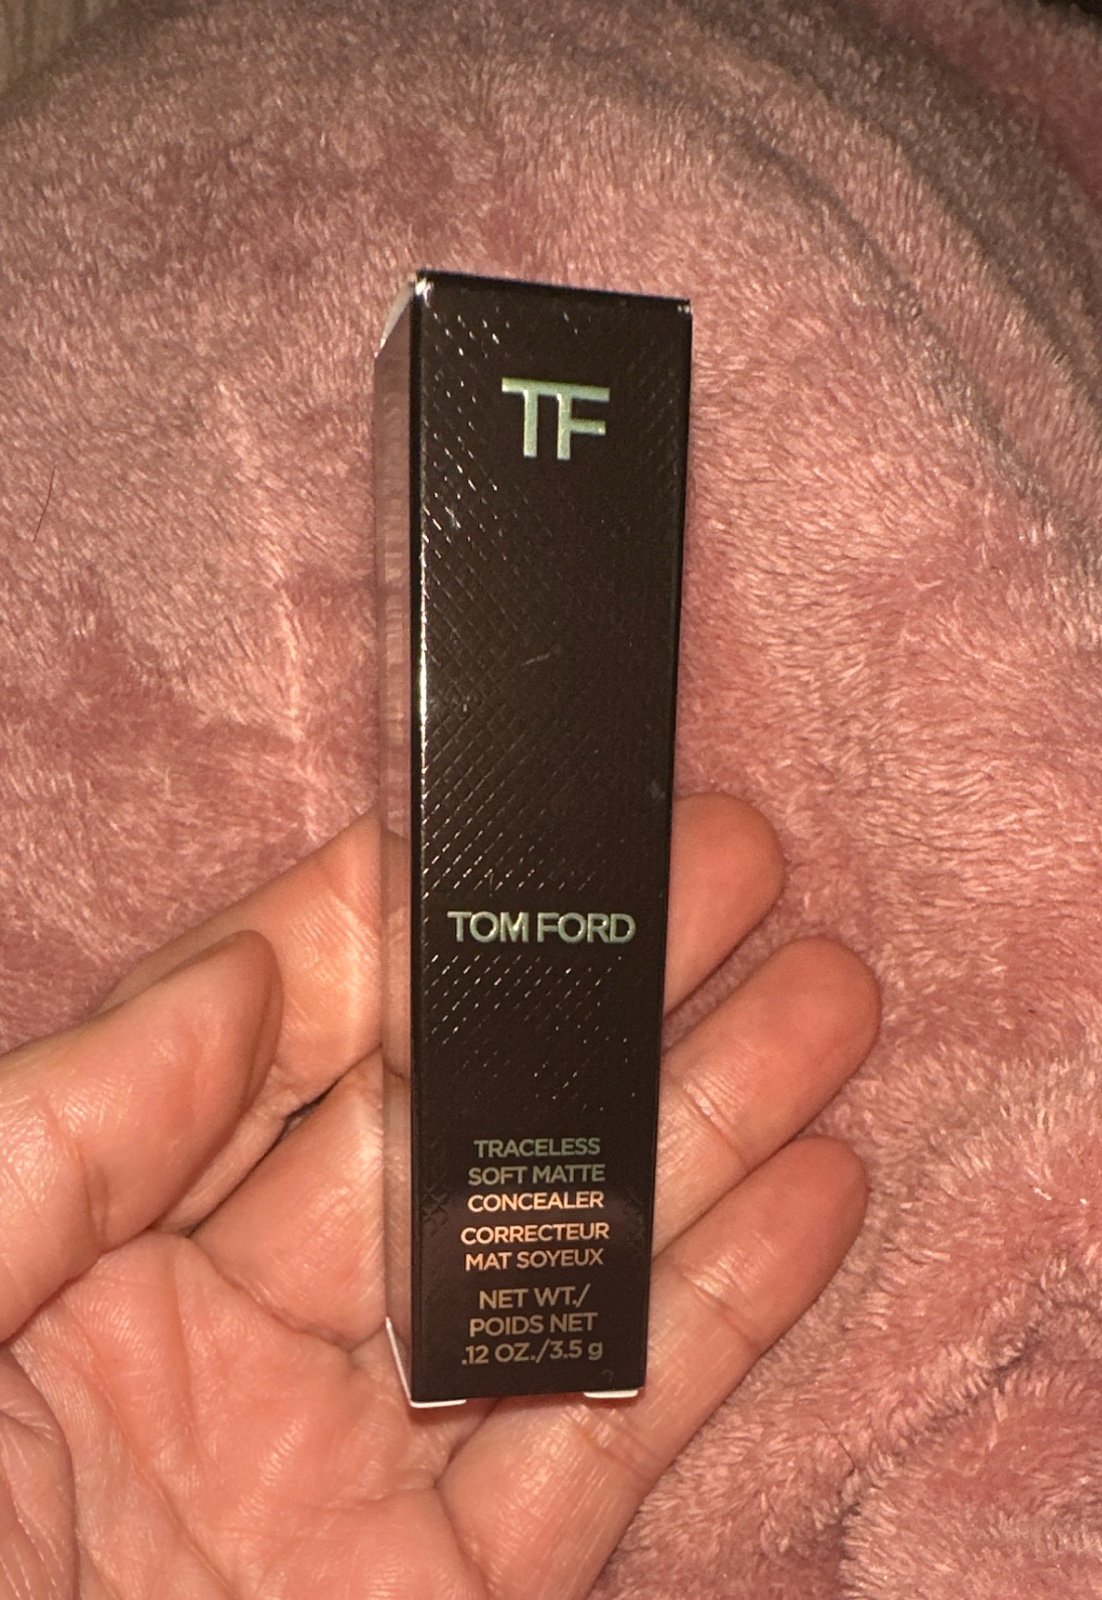 TF
TOM FORD
TRACELESS
SOFT MATTE
CONCEALER
CORRECTEUR
MAT SOYEUX
NET WT./
POIDS NET
.12 OZ./3.5 g